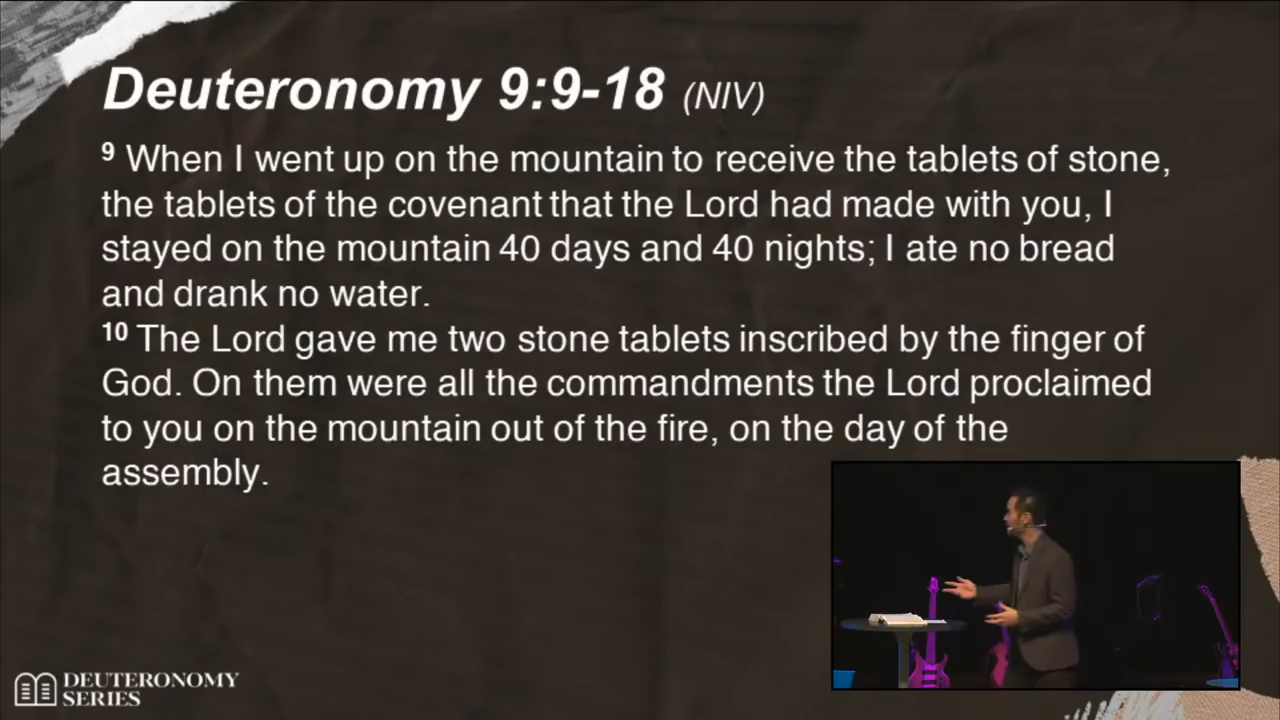 Deuteronomy 9:9-18 (NIV)
9 When I went up on the mountain to receive the tablets of stone,
the tablets of the covenant that the Lord had made with you, I
stayed on the mountain 40 days and 40 nights; I ate no bread
and drank no water.
10 The Lord gave me two stone tablets inscribed by the finger of
God. On them were all the commandments the Lord proclaimed
to you on the mountain out of the fire, on the day of the
assembly.
DEUTERONOMY
SERIES